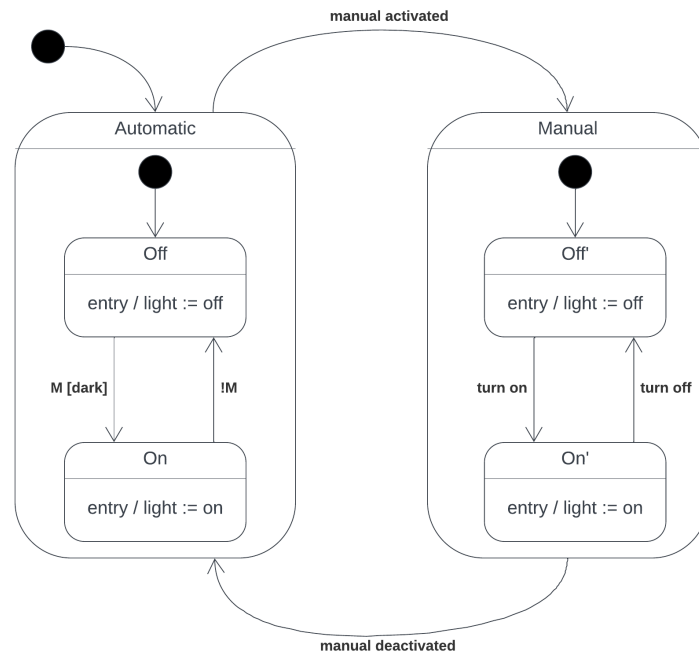 manual activated
Automatic
Manual
Off
entry / light := off
Off'
entry / light := off
M [dark]
!M
turn on
turn off
On
entry / light := on
On'
entry / light := on
manual deactivated